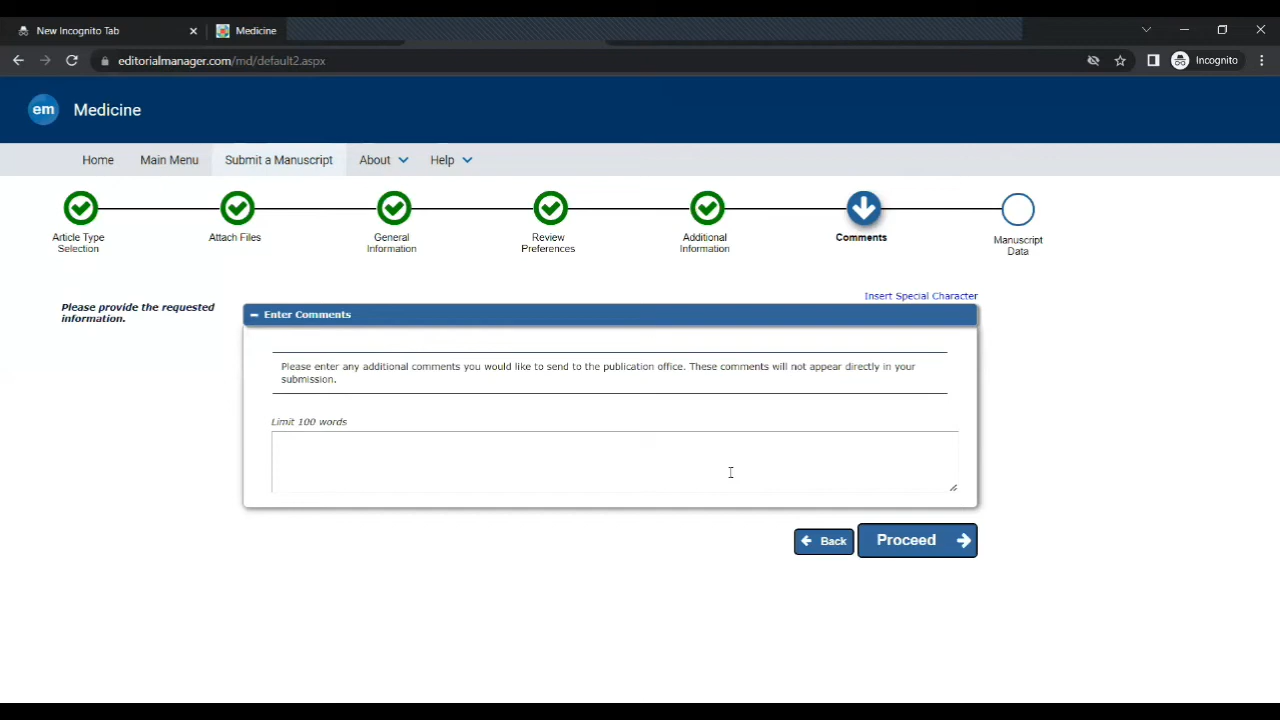 New Incognito Tab
Medicine
editorialmanager.com/md/default2.aspx
Incognito
em
Medicine
Home
Main Menu
Submit a Manuscript
About
Help
Article Type
Selection
Attach Files
General
Information
Review
Preferences
Additional
Information
Comments
Manuscript
Data
Please provide the requested
information.
Insert Special Character
Enter Comments
Please enter any additional comments you would like to send to the publication office. These comments will not appear directly in your
submission.
Limit 100 words
Back
Proceed